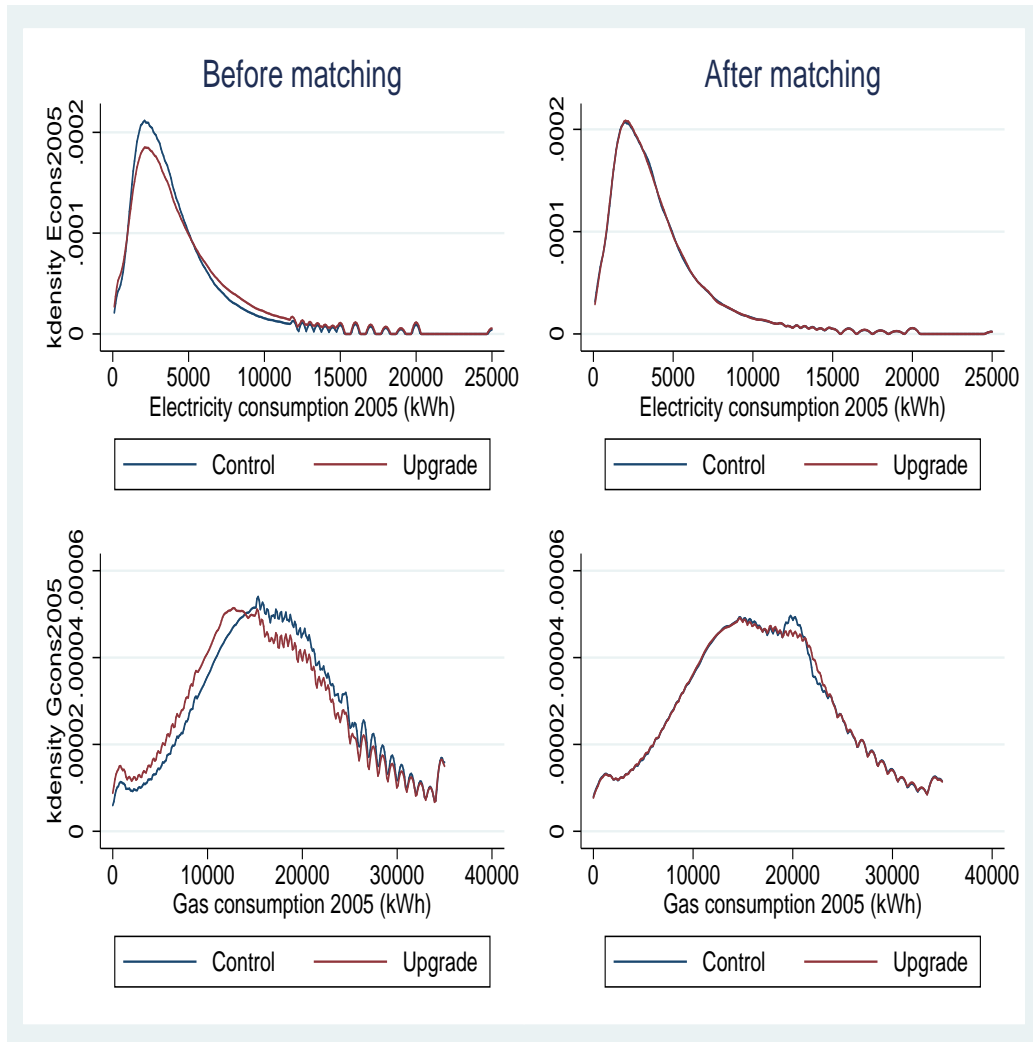 Before matching
After matching
kdensity Econs2005
0 .0001 .0002
0 5000 10000 15000 20000 25000
Electricity consumption 2005 (kWh)
Control Upgrade
0 .0001 .0002
0 5000 10000 15000 20000 25000
Electricity consumption 2005 (kWh)
Control Upgrade
kdensity Gcons2005
0 .00002 .00004 .00006
0 10000 20000 30000 40000
Gas consumption 2005 (kWh)
Control Upgrade
0 .00002 .00004 .00006
0 10000 20000 30000 40000
Gas consumption 2005 (kWh)
Control Upgrade